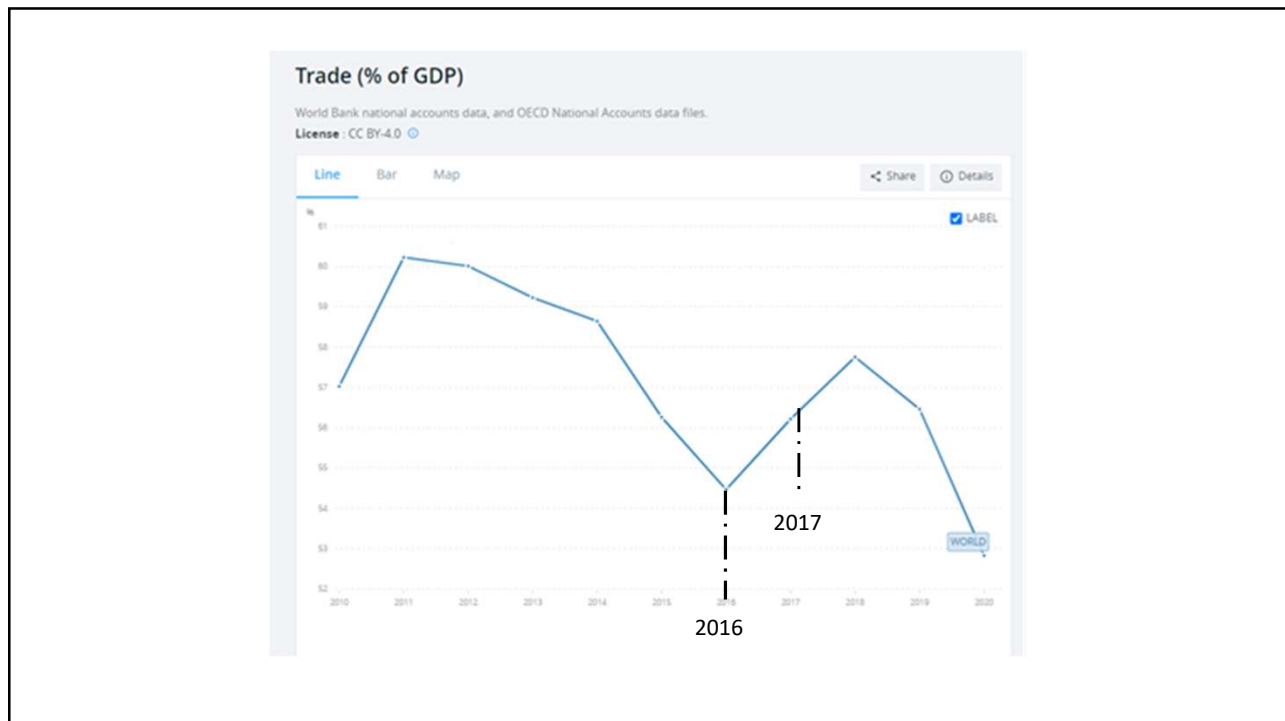 Trade (% of GDP)
World Bank national accounts data, and OECD National Accounts data files.
License : CC BY-4.0
Line Bar Map Share Details
%
LABEL
61
60
59
58
57
56
55
54
2017
53
WORLD
52
2010 2011 2012 2013 2014 2015 2016 2017 2018 2019 2020
2016